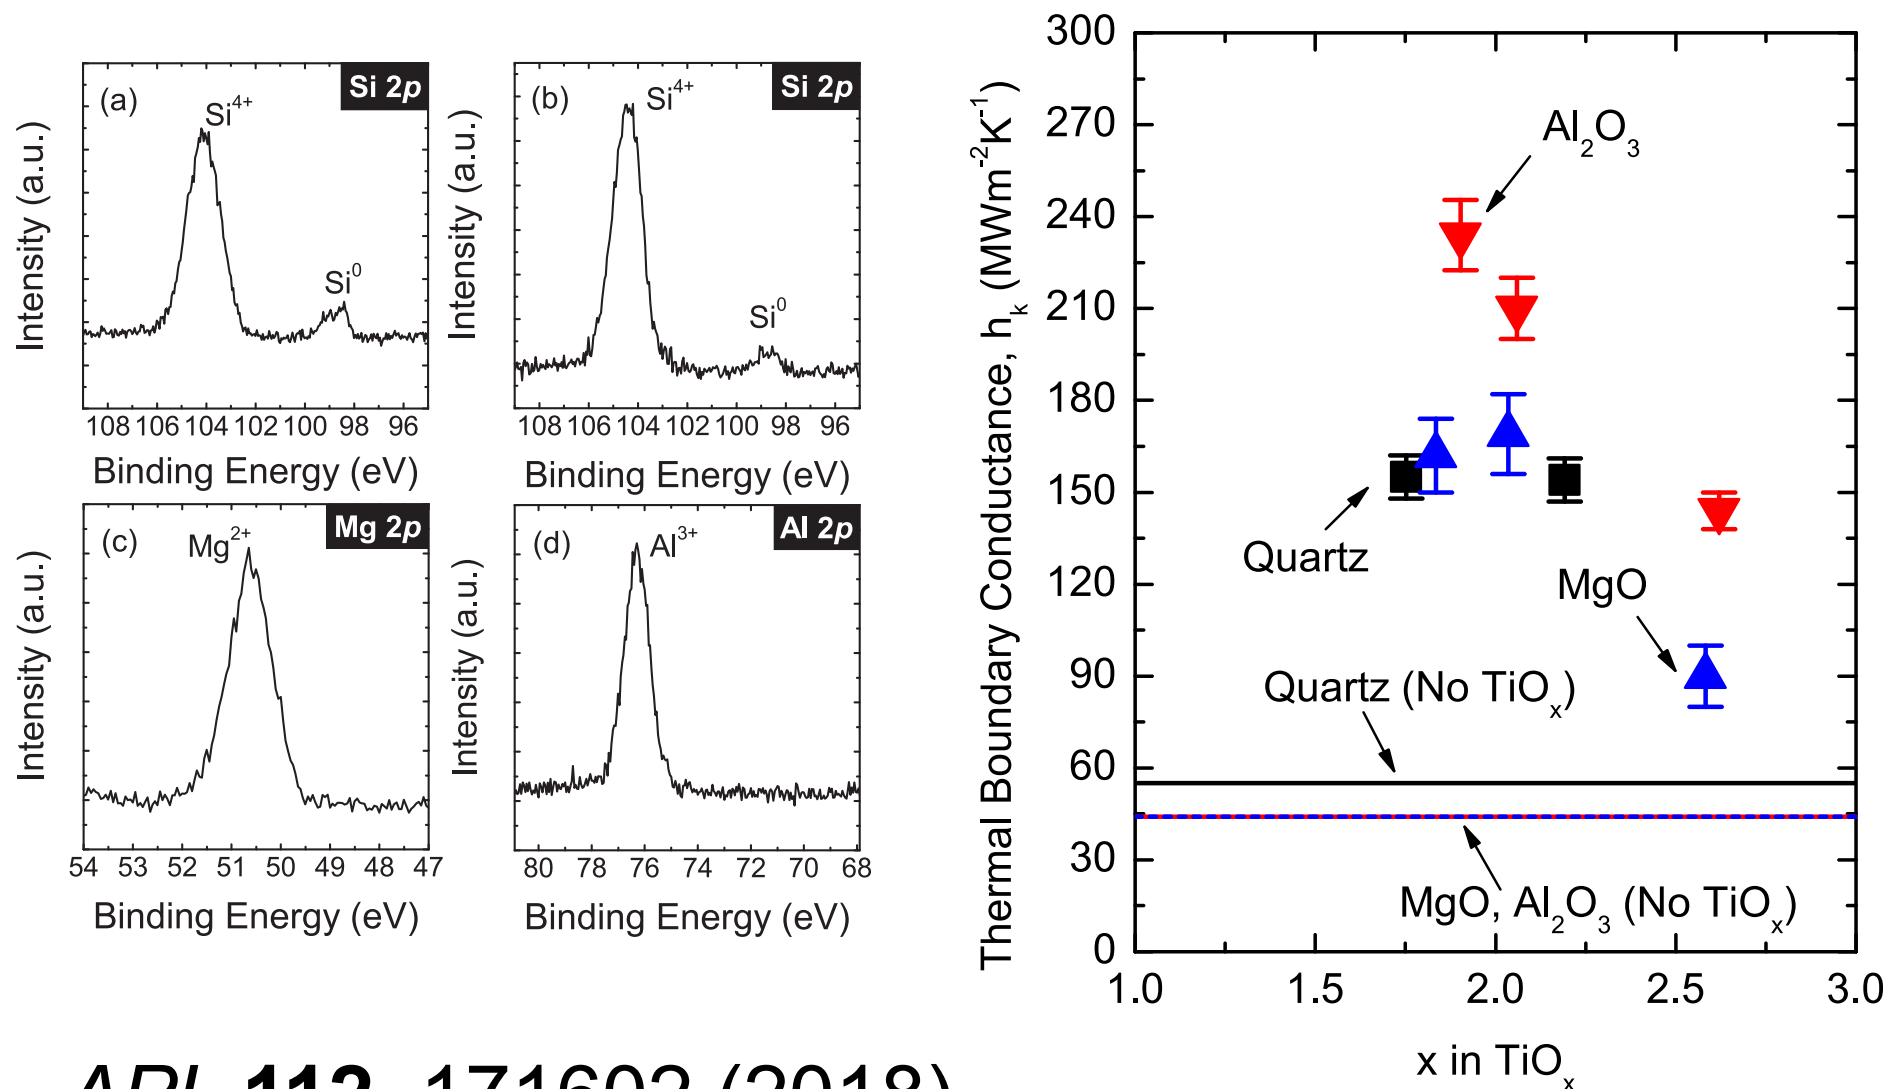 (a)
Si 2p
Si⁴⁺
Si⁰
Intensity (a.u.)
108 106 104 102 100 98 96
Binding Energy (eV)
(b)
Si 2p
Si⁴⁺
Si⁰
Intensity (a.u.)
108 106 104 102 100 98 96
Binding Energy (eV)
(c)
Mg 2p
Mg²⁺
Intensity (a.u.)
54 53 52 51 50 49 48 47
Binding Energy (eV)
(d)
Al 2p
Al³⁺
Intensity (a.u.)
80 78 76 74 72 70 68
Binding Energy (eV)
Thermal Boundary Conductance, hₖ (MWm⁻²K⁻¹)
300
270
240
210
180
150
120
90
60
30
0
Al₂O₃
Quartz
MgO
Quartz (No TiOₓ)
MgO, Al₂O₃ (No TiOₓ)
1.0 1.5 2.0 2.5 3.0
x in TiOₓ
APL 112, 171602 (2018)